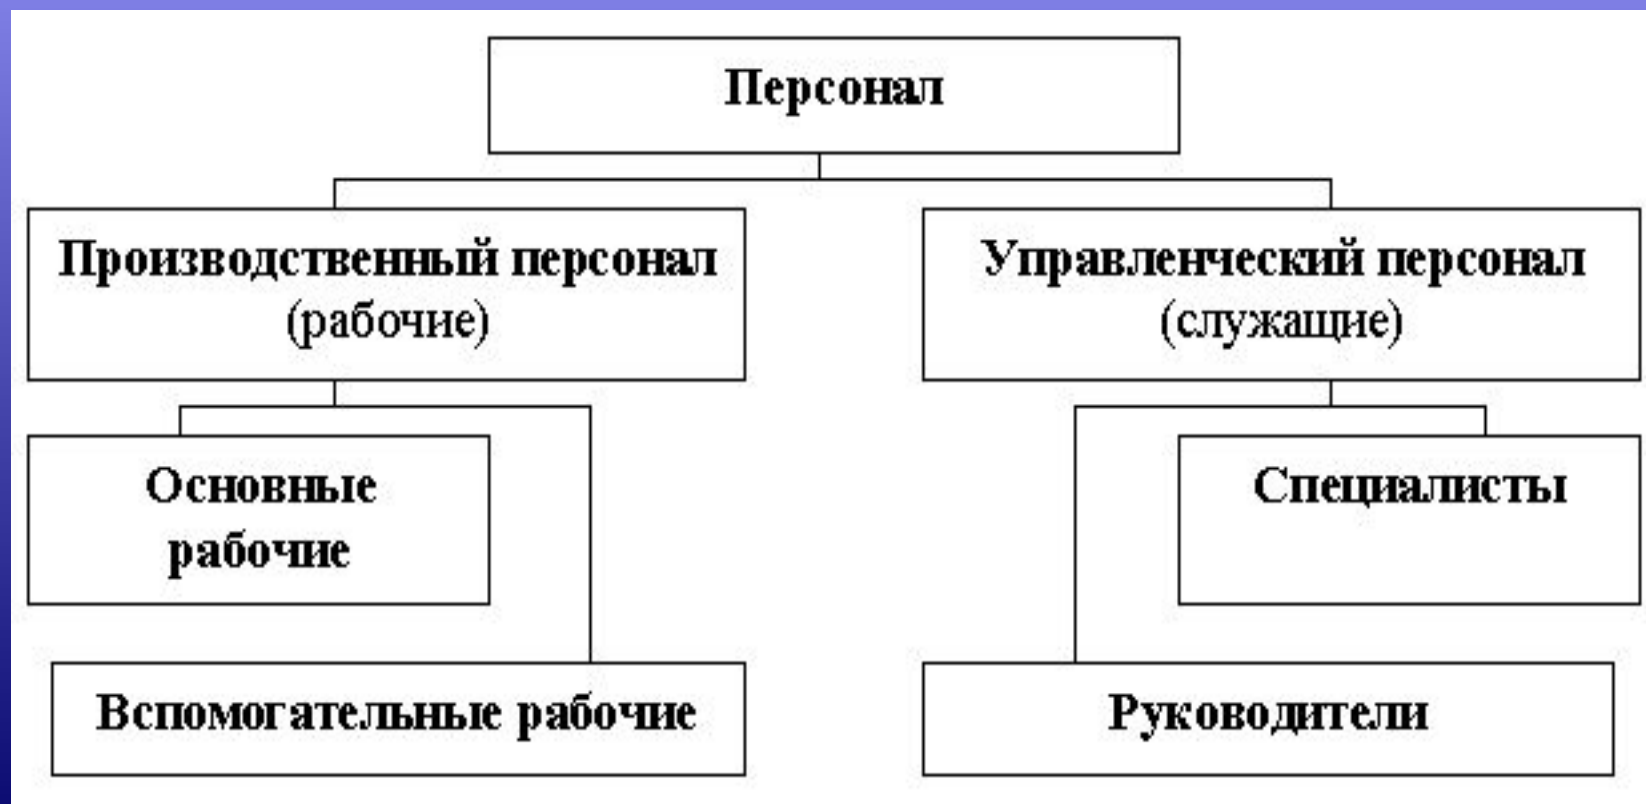 Персонал
Производственный персонал
(рабочие)
Управленческий персонал
(служащие)
Основные
рабочие
Специалисты
Вспомогательные рабочие
Руководители